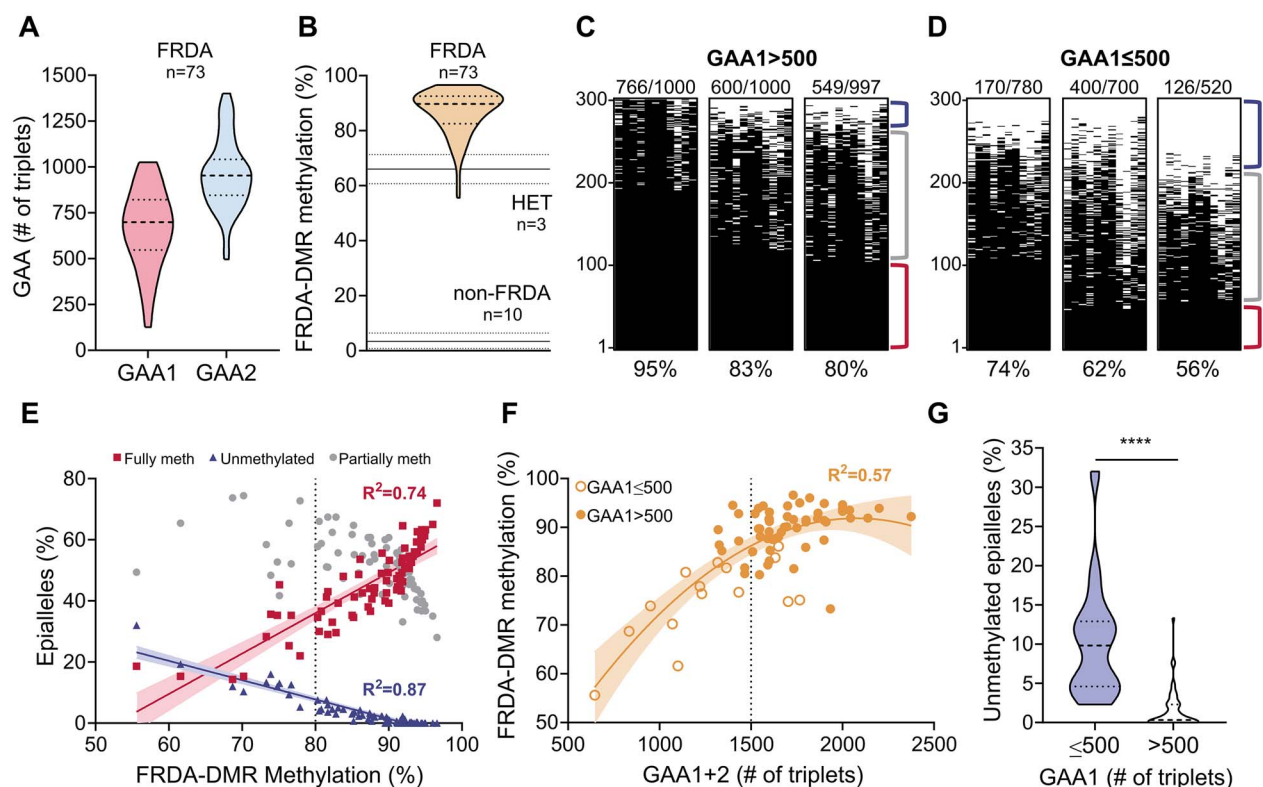 A
FRDA
n=73
GAA (# of triplets)
1500
1250
1000
750
500
250
0
GAA1 GAA2
B
FRDA
n=73
FRDA-DMR methylation (%)
100
80
60
40
20
0
HET
n=3
non-FRDA
n=10
C
GAA1>500
766/1000 600/1000 549/997
300
200
100
1
95% 83% 80%
D
GAA1≤500
170/780 400/700 126/520
300
200
100
1
74% 62% 56%
E
Fully meth Unmethylated Partially meth
Epialleles (%)
80
60
40
20
0
R²=0.74
R²=0.87
50 60 70 80 90 100
FRDA-DMR Methylation (%)
F
FRDA-DMR methylation (%)
100
90
80
70
60
50
GAA1≤500
GAA1>500
R²=0.57
500 1000 1500 2000 2500
GAA1+2 (# of triplets)
G
Unmethylated epialleles (%)
35
30
25
20
15
10
5
0
****
≤500 >500
GAA1 (# of triplets)